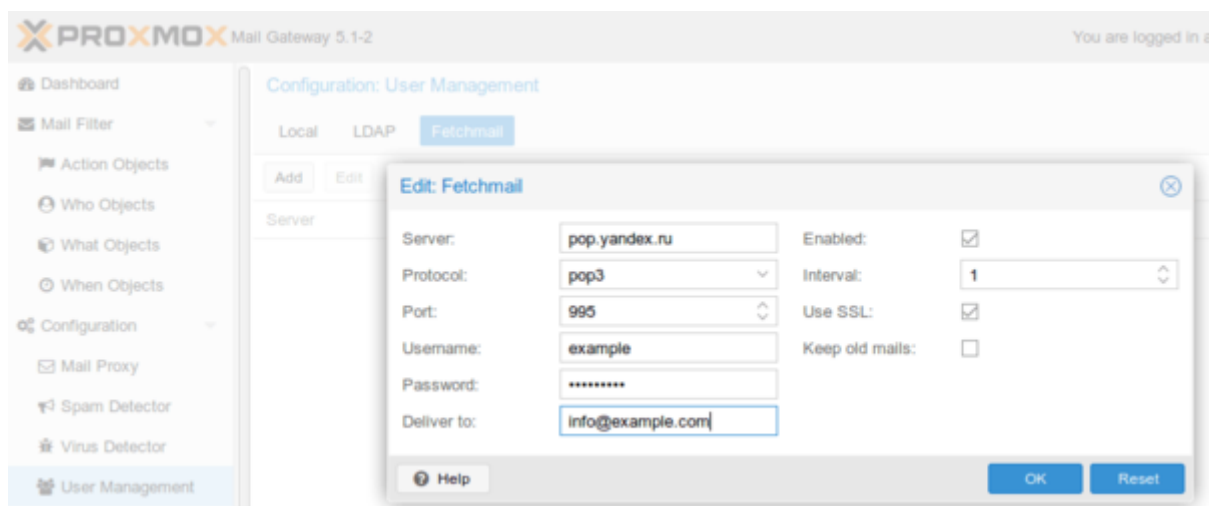 PROXMOX Mail Gateway 5.1-2
You are logged in a
Dashboard
Mail Filter
Action Objects
Who Objects
What Objects
When Objects
Configuration
Mail Proxy
Spam Detector
Virus Detector
User Management
Configuration: User Management
Local LDAP Fetchmail
Add Edit
Server
Edit: Fetchmail
Server: pop.yandex.ru
Protocol: pop3
Port: 995
Username: example
Password: •••••••••
Deliver to: info@example.com
Enabled:
Interval: 1
Use SSL:
Keep old mails:
Help
OK Reset